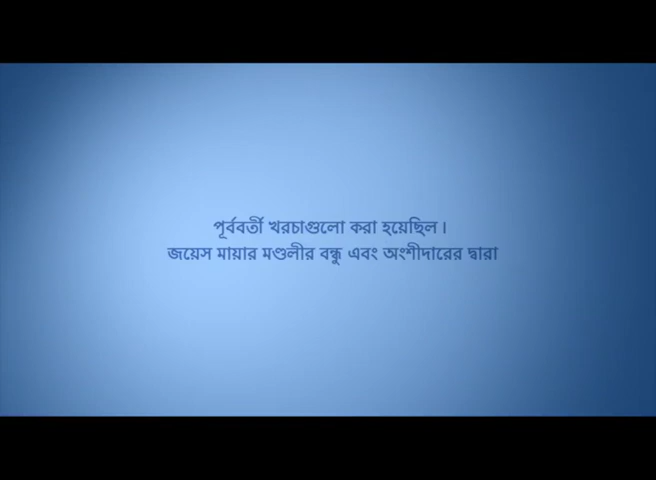 পূর্ববর্তী খরচাগুলো করা হয়েছিল।
জয়েস মায়ার মণ্ডলীর বন্ধু এবং অংশীদারের দ্বারা